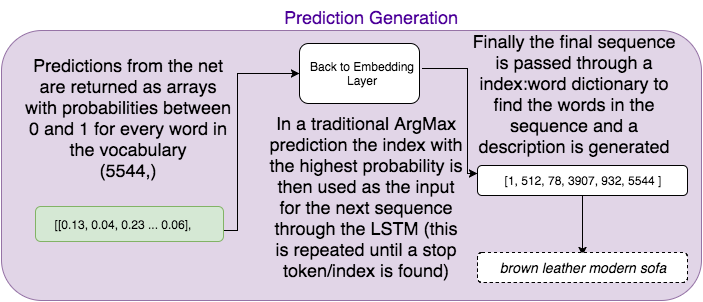 Prediction Generation
Predictions from the net
are returned as arrays
with probabilities between
0 and 1 for every word in
the vocabulary
(5544,)
[[0.13, 0.04, 0.23 ... 0.06],
Back to Embedding
Layer
In a traditional ArgMax
prediction the index with
the highest probability is
then used as the input
for the next sequence
through the LSTM (this
is repeated until a stop
token/index is found)
Finally the final sequence
is passed through a
index:word dictionary to
find the words in the
sequence and a
description is generated
[1, 512, 78, 3907, 932, 5544 ]
brown leather modern sofa